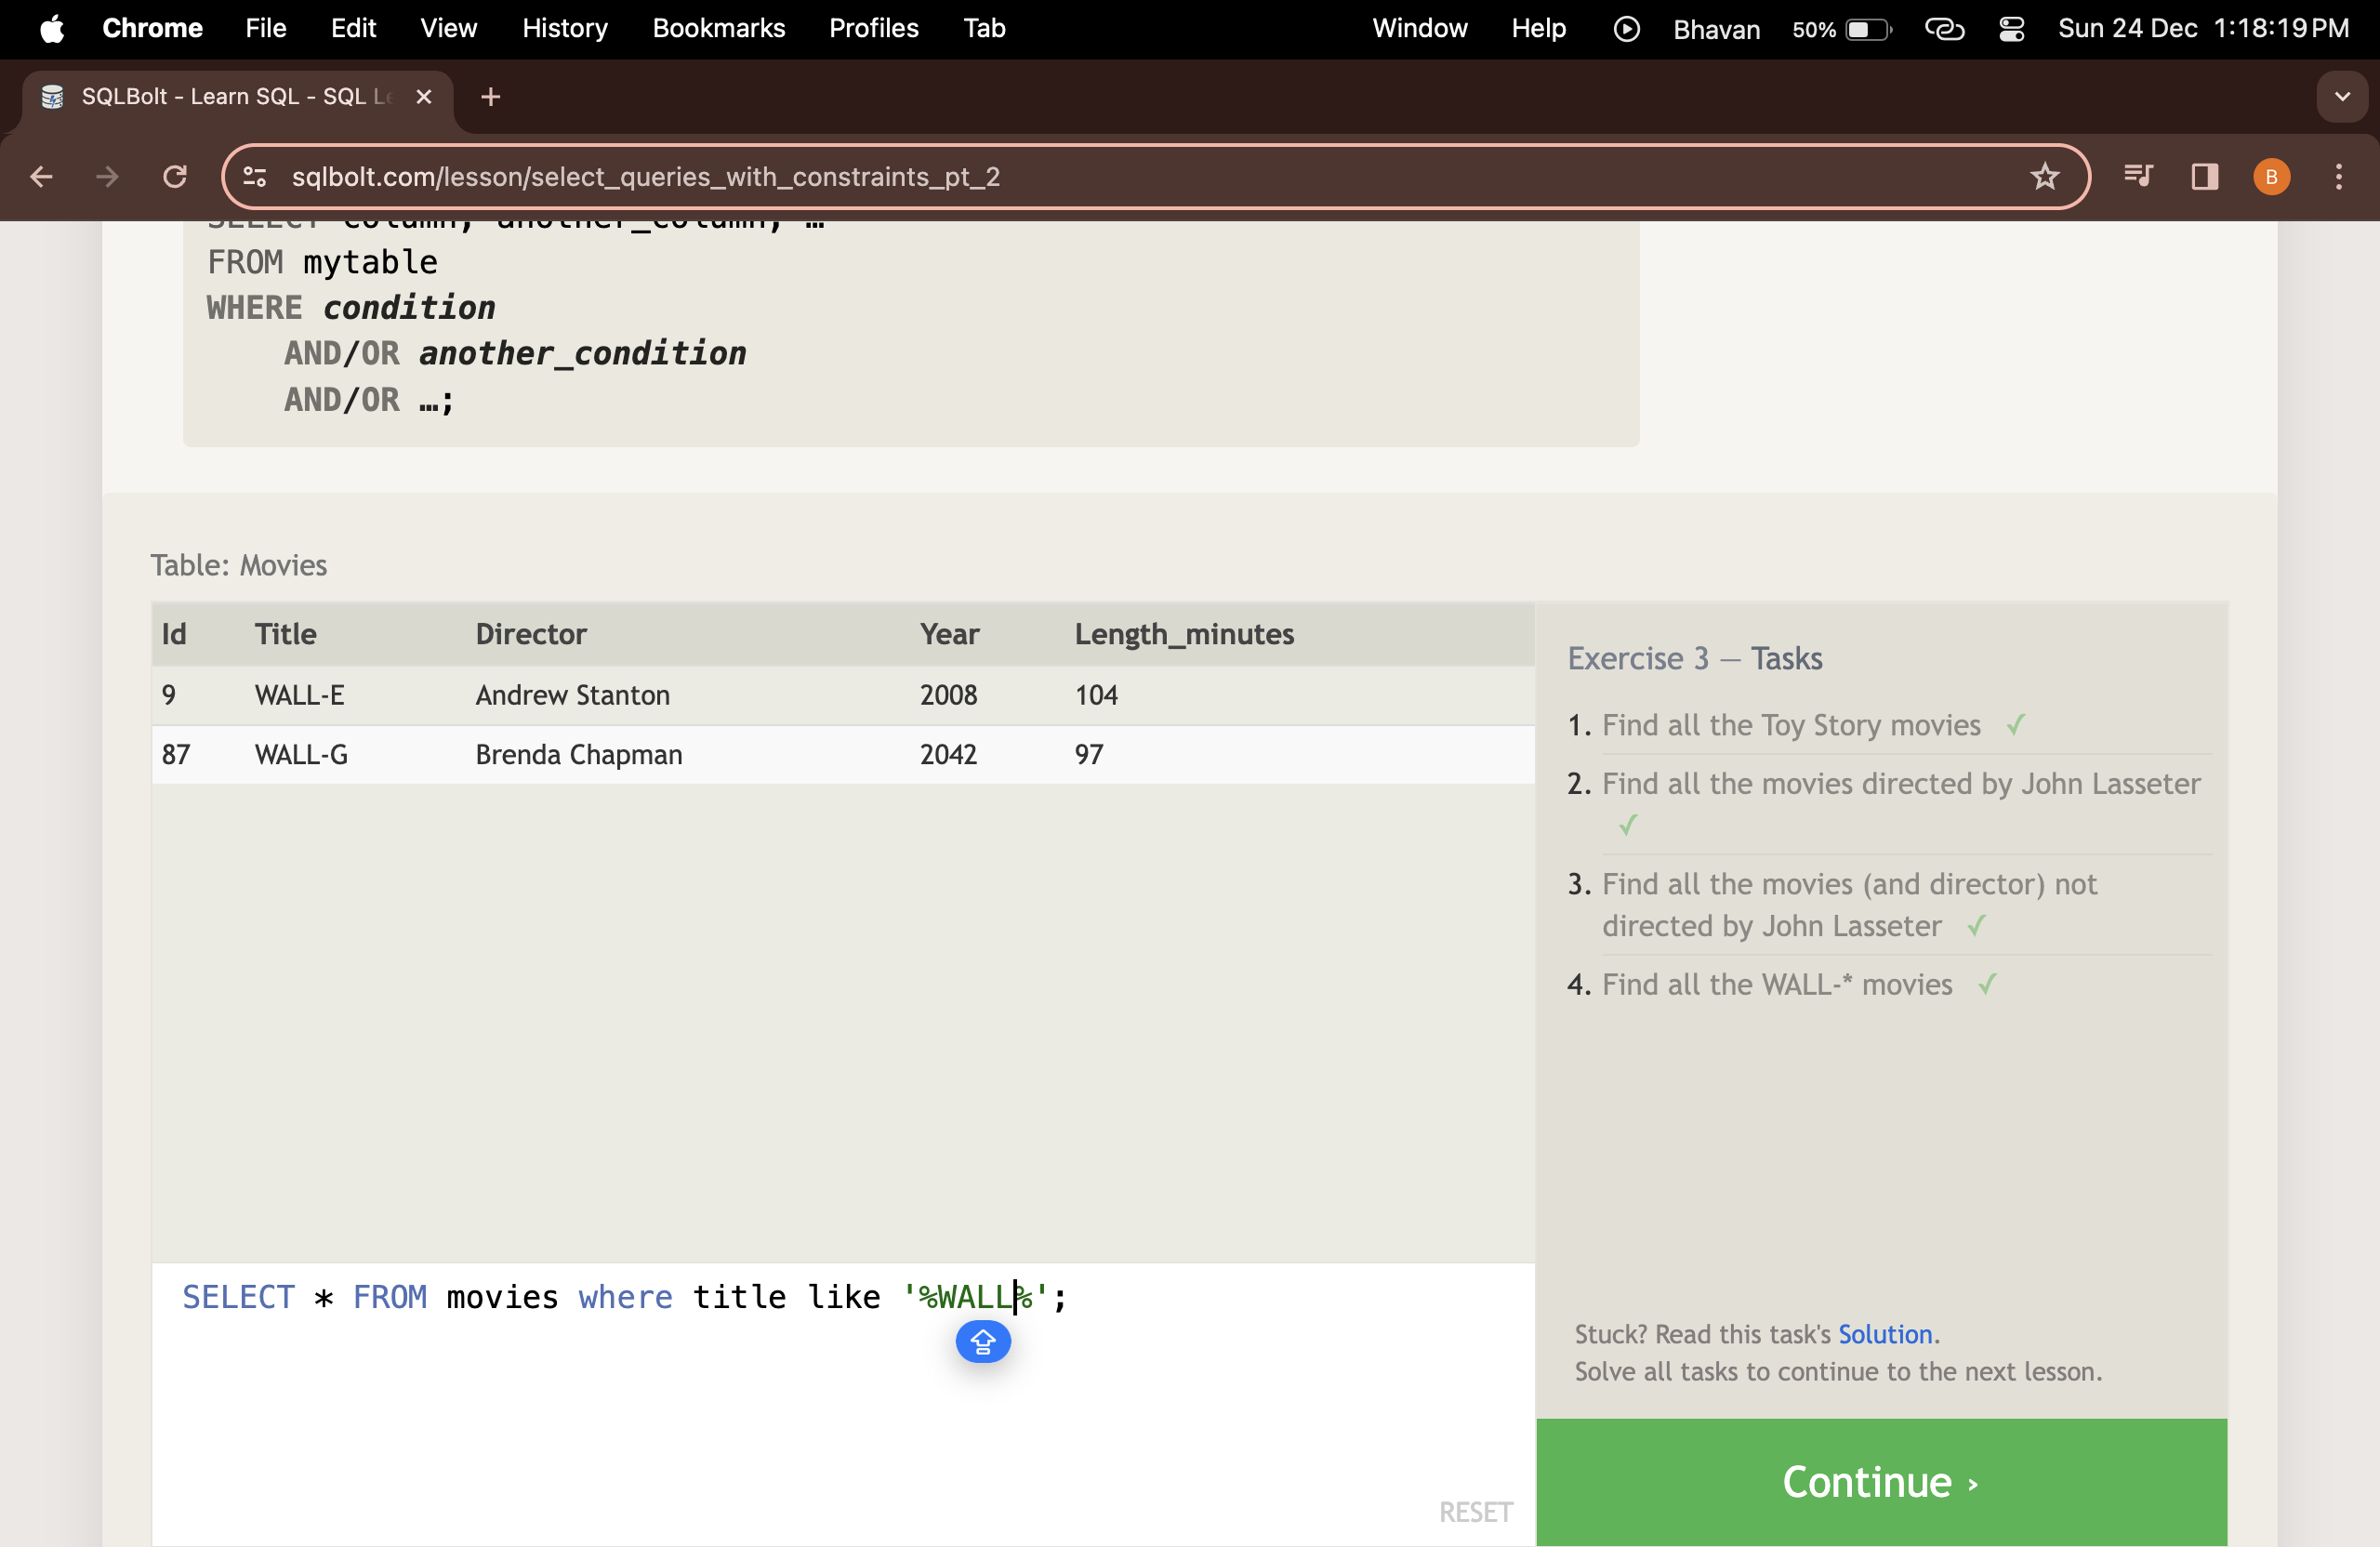 Chrome File Edit View History Bookmarks Profiles Tab Window Help Bhavan 50% Sun 24 Dec 1:18:19 PM
SQLBolt - Learn SQL - SQL Le
sqlbolt.com/lesson/select_queries_with_constraints_pt_2 B
SELECT column, another_column, …
FROM mytable
WHERE condition
AND/OR another_condition
AND/OR …;
Table: Movies
Id Title Director Year Length_minutes
9 WALL-E Andrew Stanton 2008 104
87 WALL-G Brenda Chapman 2042 97
SELECT * FROM movies where title like '%WALL%';
RESET
Exercise 3 — Tasks
1. Find all the Toy Story movies ✓
2. Find all the movies directed by John Lasseter
✓
3. Find all the movies (and director) not
directed by John Lasseter ✓
4. Find all the WALL-* movies ✓
Stuck? Read this task's Solution.
Solve all tasks to continue to the next lesson.
Continue ›